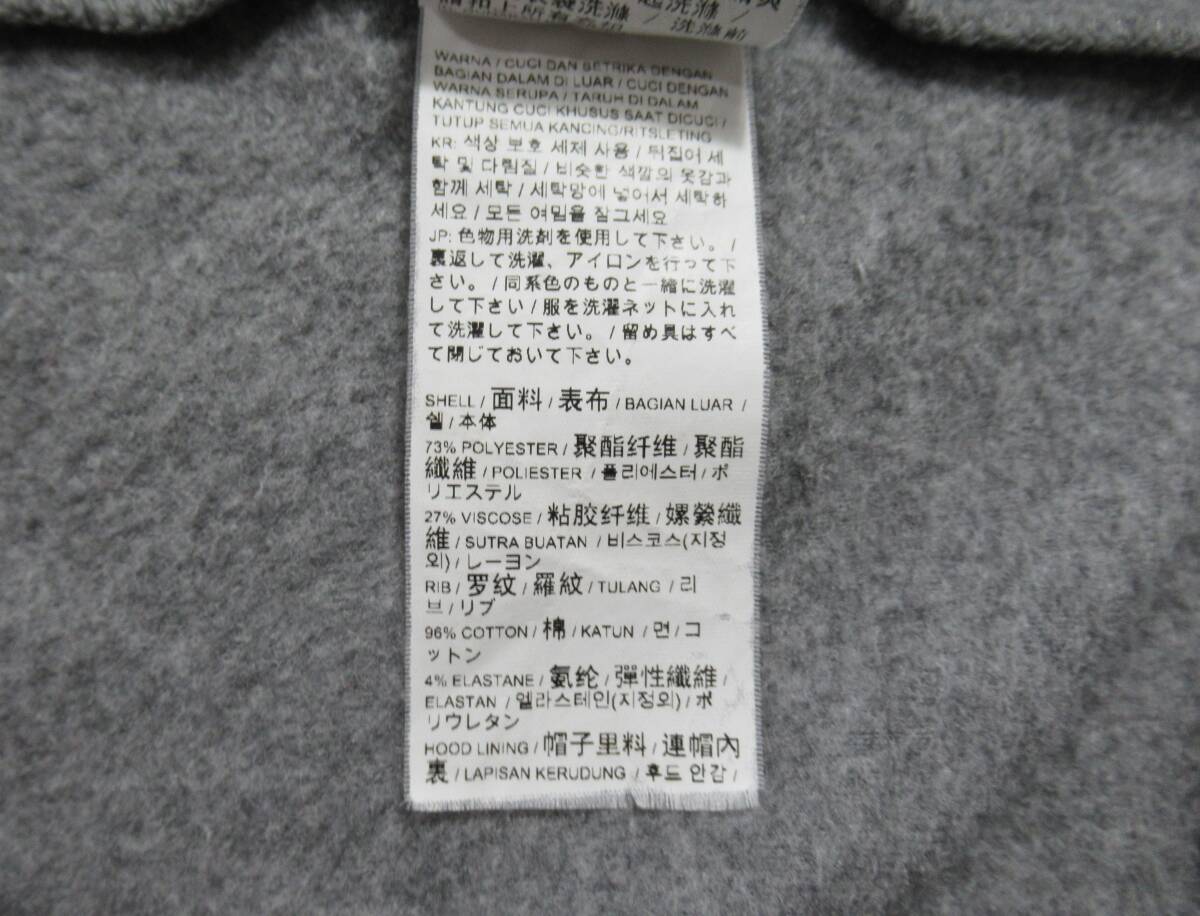 洗滌 / 洗滌前
WARNA / CUCI DAN SETRIKA DENGAN
BAGIAN DALAM DI LUAR / CUCI DENGAN
WARNA SERUPA / TARUH DI DALAM
KANTUNG CUCI KHUSUS SAAT DICUCI /
TUTUP SEMUA KANCING/RITSLETING
KR: 색상 보호 세제 사용 / 뒤집어 세
탁 및 다림질 / 비슷한 색깔의 옷감과
함께 세탁 / 세탁망에 넣어서 세탁하
세요 / 모든 여밈을 잠그세요
JP: 色物用洗剤を使用して下さい。 /
裏返して洗濯、アイロンを行って下
さい。 / 同系色のものと一緒に洗濯
して下さい / 服を洗濯ネットに入れ
て洗濯して下さい。 / 留め具はすべ
て閉じておいて下さい。
SHELL / 面料 / 表布 / BAGIAN LUAR /
쉘 / 本体
73% POLYESTER / 聚酯纤维 / 聚酯
纖維 / POLIESTER / 폴리에스터 / ポ
リエステル
27% VISCOSE / 粘胶纤维 / 嫘縈纖
維 / SUTRA BUATAN / 비스코스(지정
외) / レーヨン
RIB / 罗纹 / 羅紋 / TULANG / 리
브 / リブ
96% COTTON / 棉 / KATUN / 면 / コ
ットン
4% ELASTANE / 氨纶 / 彈性纖維 /
ELASTAN / 엘라스테인(지정외) / ポ
リウレタン
HOOD LINING / 帽子里料 / 連帽內
裏 / LAPISAN KERUDUNG / 후드 안감 /